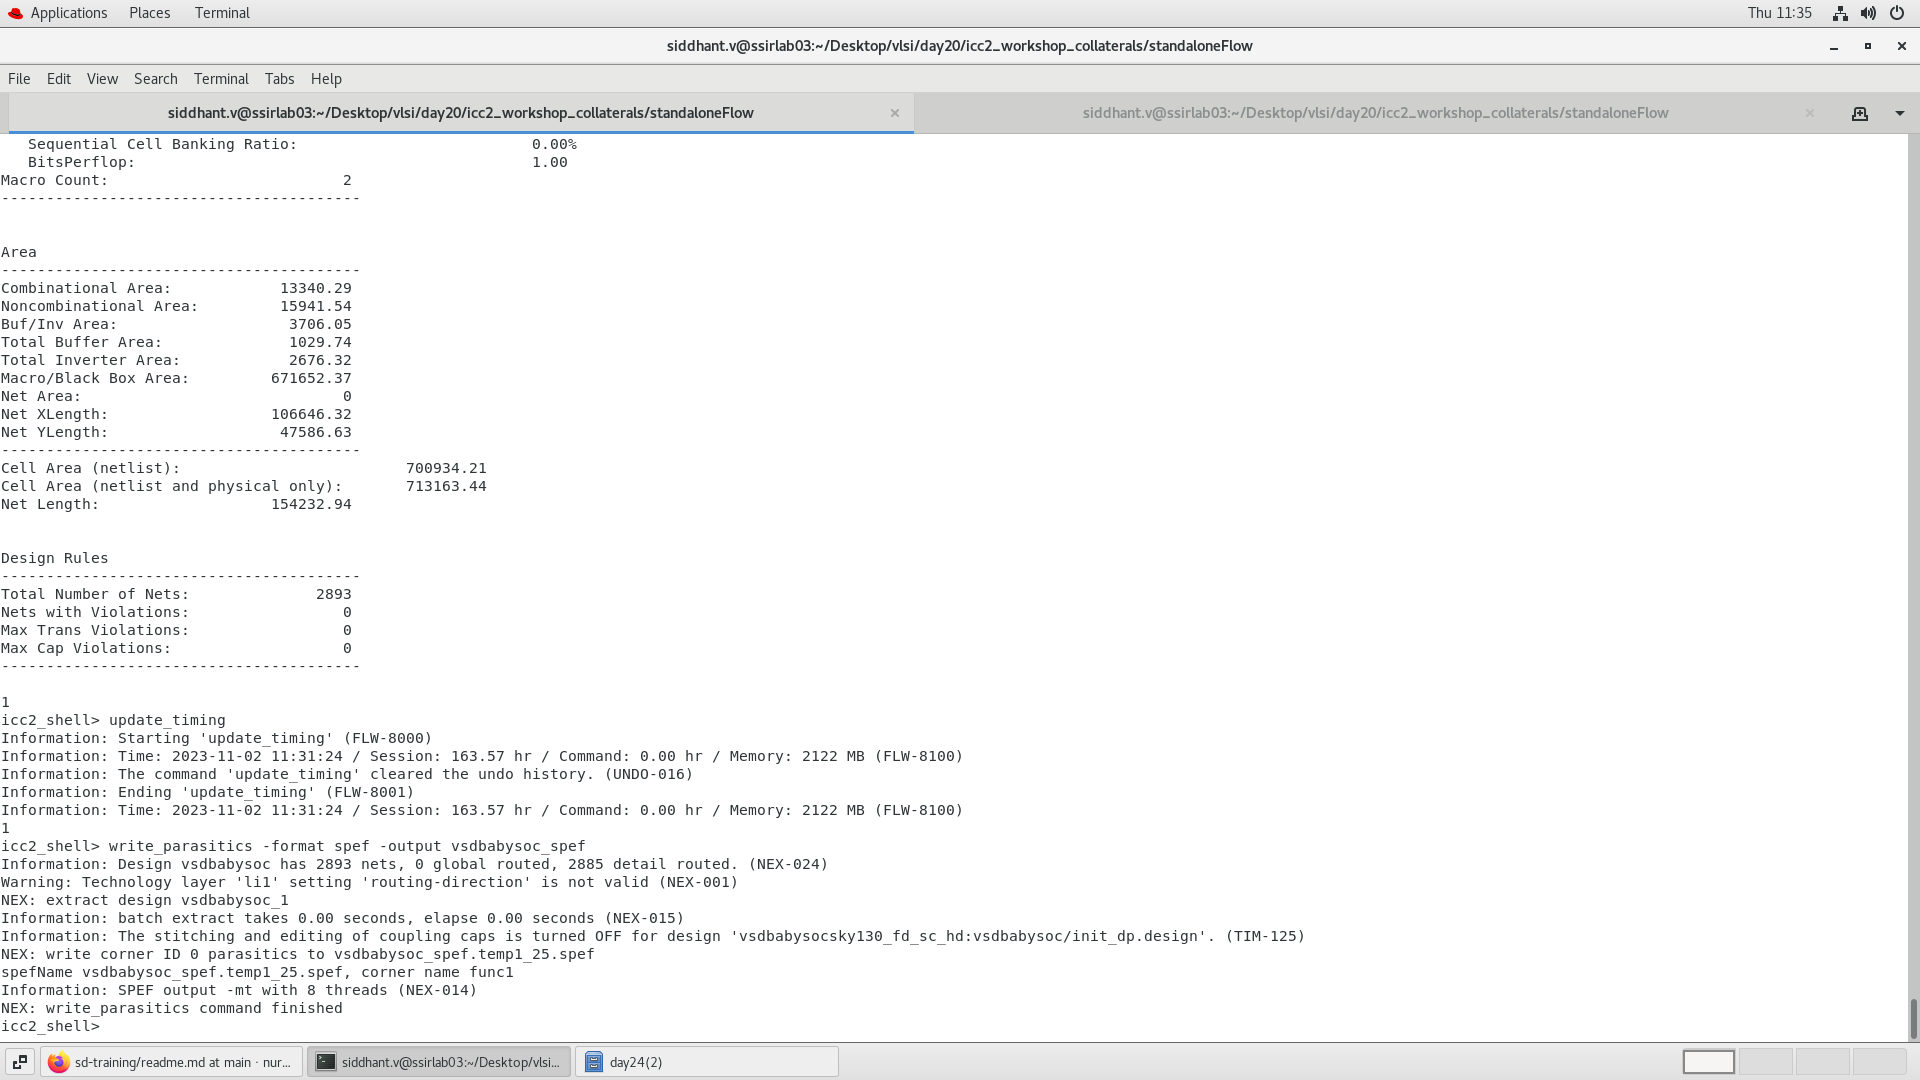 Applications Places Terminal Thu 11:35
siddhant.v@ssirlab03:~/Desktop/vlsi/day20/icc2_workshop_collaterals/standaloneFlow
File Edit View Search Terminal Tabs Help
siddhant.v@ssirlab03:~/Desktop/vlsi/day20/icc2_workshop_collaterals/standaloneFlow siddhant.v@ssirlab03:~/Desktop/vlsi/day20/icc2_workshop_collaterals/standaloneFlow
   Sequential Cell Banking Ratio:                          0.00%
   BitsPerflop:                                            1.00
Macro Count:                          2
----------------------------------------
Area
----------------------------------------
Combinational Area:            13340.29
Noncombinational Area:         15941.54
Buf/Inv Area:                   3706.05
Total Buffer Area:              1029.74
Total Inverter Area:            2676.32
Macro/Black Box Area:         671652.37
Net Area:                             0
Net XLength:                  106646.32
Net YLength:                   47586.63
----------------------------------------
Cell Area (netlist):                         700934.21
Cell Area (netlist and physical only):       713163.44
Net Length:                   154232.94
Design Rules
----------------------------------------
Total Number of Nets:              2893
Nets with Violations:                 0
Max Trans Violations:                 0
Max Cap Violations:                   0
----------------------------------------
1
icc2_shell> update_timing
Information: Starting 'update_timing' (FLW-8000)
Information: Time: 2023-11-02 11:31:24 / Session: 163.57 hr / Command: 0.00 hr / Memory: 2122 MB (FLW-8100)
Information: The command 'update_timing' cleared the undo history. (UNDO-016)
Information: Ending 'update_timing' (FLW-8001)
Information: Time: 2023-11-02 11:31:24 / Session: 163.57 hr / Command: 0.00 hr / Memory: 2122 MB (FLW-8100)
1
icc2_shell> write_parasitics -format spef -output vsdbabysoc_spef
Information: Design vsdbabysoc has 2893 nets, 0 global routed, 2885 detail routed. (NEX-024)
Warning: Technology layer 'li1' setting 'routing-direction' is not valid (NEX-001)
NEX: extract design vsdbabysoc_1
Information: batch extract takes 0.00 seconds, elapse 0.00 seconds (NEX-015)
Information: The stitching and editing of coupling caps is turned OFF for design 'vsdbabysocsky130_fd_sc_hd:vsdbabysoc/init_dp.design'. (TIM-125)
NEX: write corner ID 0 parasitics to vsdbabysoc_spef.temp1_25.spef
spefName vsdbabysoc_spef.temp1_25.spef, corner name func1
Information: SPEF output -mt with 8 threads (NEX-014)
NEX: write_parasitics command finished
icc2_shell>
sd-training/readme.md at main · nur... siddhant.v@ssirlab03:~/Desktop/vlsi... day24(2)